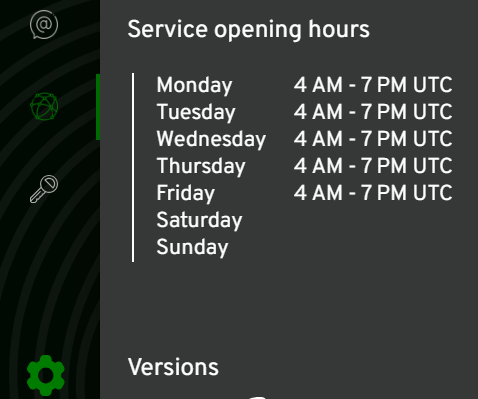 Service opening hours
Monday 4 AM - 7 PM UTC
Tuesday 4 AM - 7 PM UTC
Wednesday 4 AM - 7 PM UTC
Thursday 4 AM - 7 PM UTC
Friday 4 AM - 7 PM UTC
Saturday
Sunday
Versions